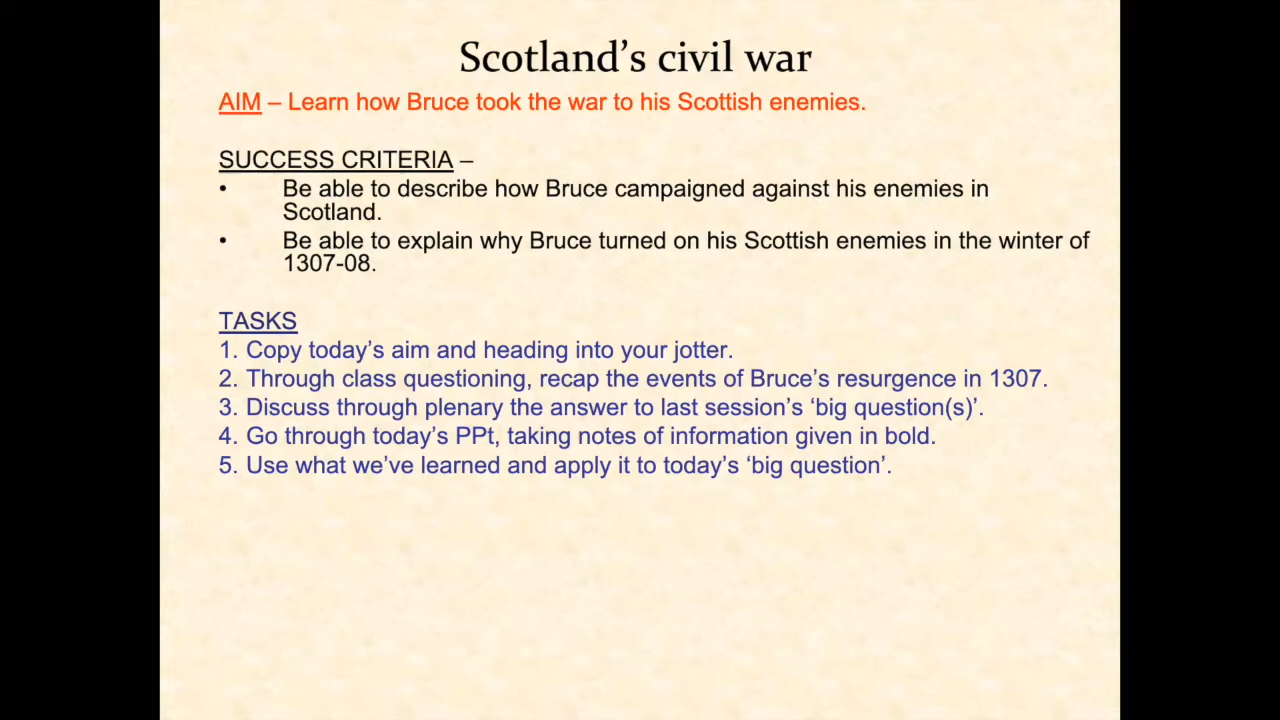 Scotland’s civil war
AIM – Learn how Bruce took the war to his Scottish enemies.
SUCCESS CRITERIA –
• Be able to describe how Bruce campaigned against his enemies in
Scotland.
• Be able to explain why Bruce turned on his Scottish enemies in the winter of
1307-08.
TASKS
1. Copy today’s aim and heading into your jotter.
2. Through class questioning, recap the events of Bruce’s resurgence in 1307.
3. Discuss through plenary the answer to last session’s ‘big question(s)’.
4. Go through today’s PPt, taking notes of information given in bold.
5. Use what we’ve learned and apply it to today’s ‘big question’.